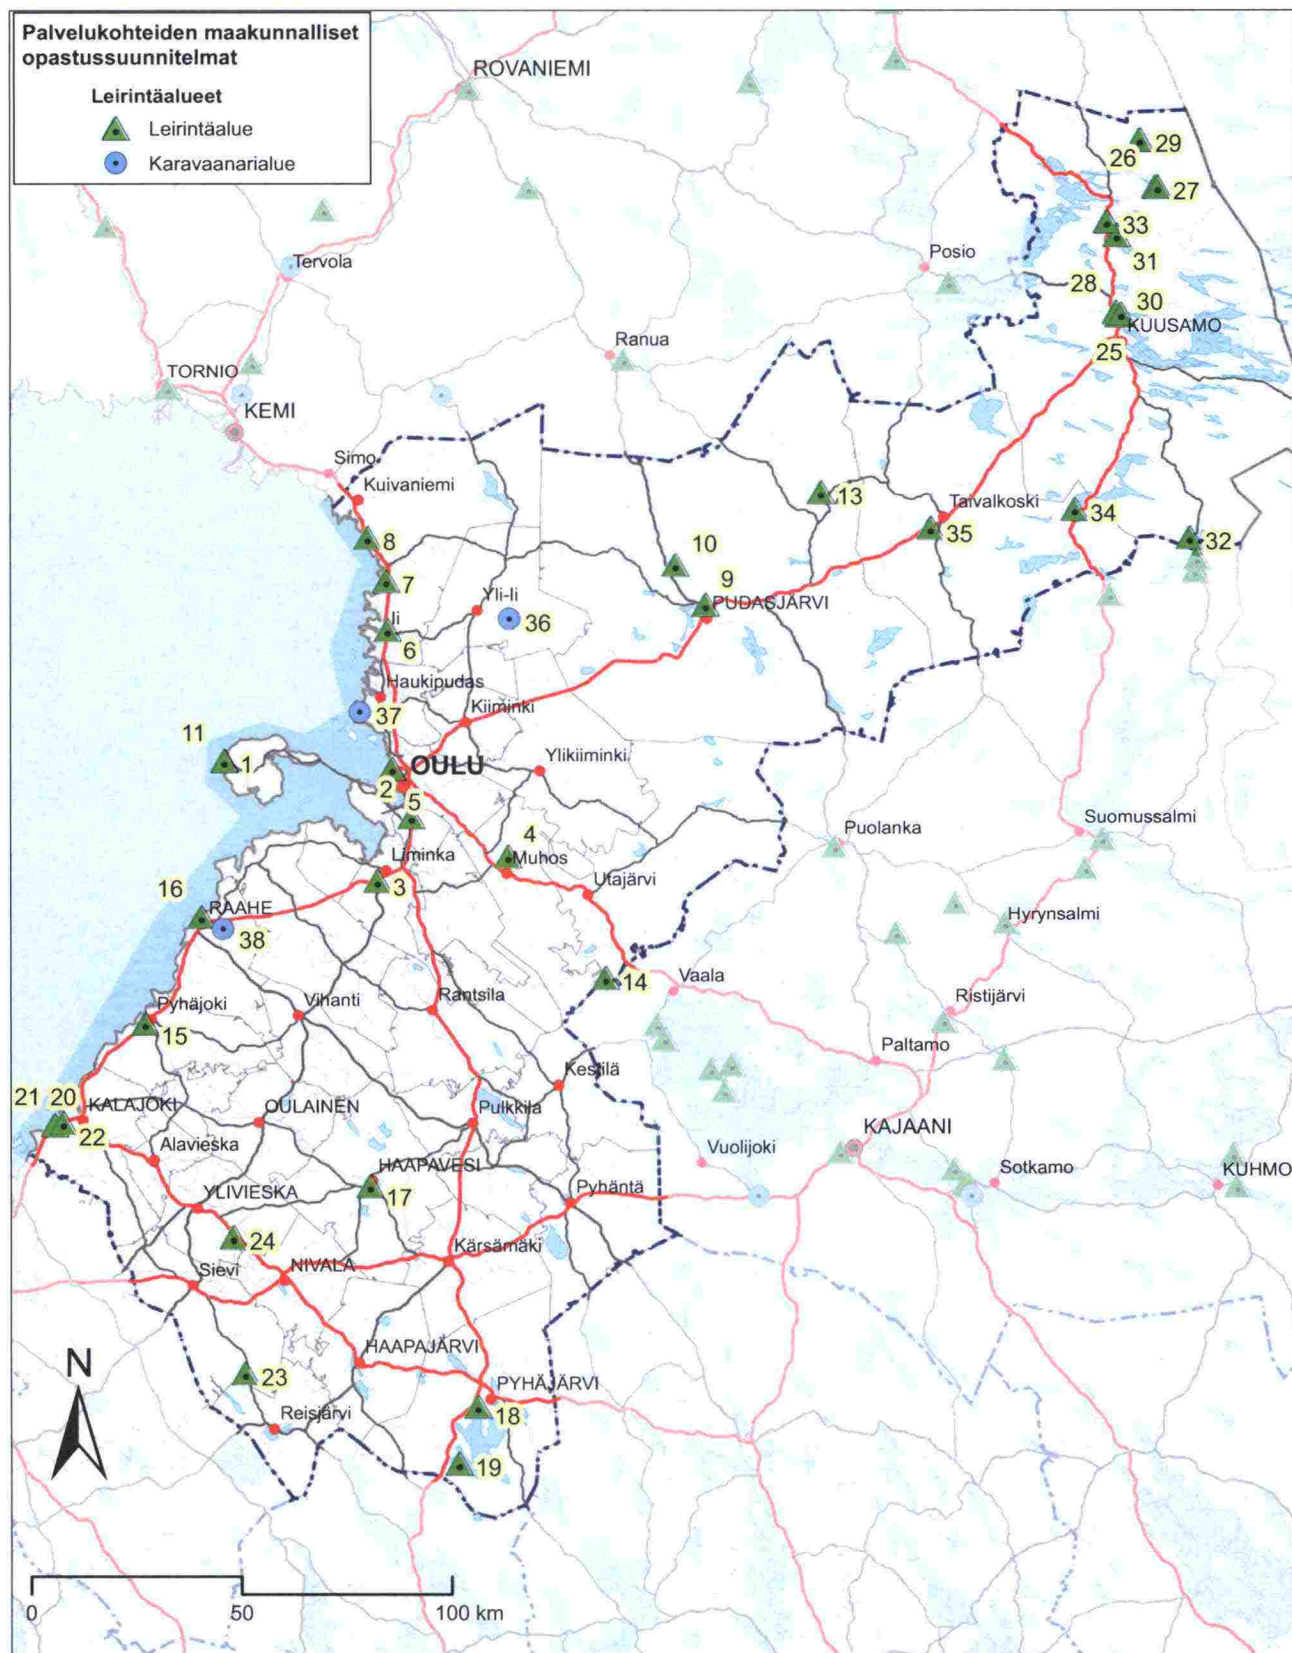 Palvelukohteiden maakunnalliset
opastussuunnitelmat
Leirintäalueet
Leirintäalue
Karavaanarialue
ROVANIEMI
29
26
27
33
Tervola
Posio
31
28
30
KUUSAMO
Ranua
25
TORNIO
KEMI
Simo
Kuivaniemi
13
Taivalkoski
34
35
8
32
10
7
9
Yli-Ii
PUDASJÄRVI
Ii
36
6
Haukipudas
37
Kiiminki
11
1
OULU
Ylikiiminki
2
5
4
Puolanka
Suomussalmi
Muhos
Liminka
3
Utajärvi
16
RAAHE
38
Hyrynsalmi
14
Vaala
Pyhäjoki
Vihanti
Rantsila
Ristijärvi
15
Paltamo
Kestilä
21
20
KALAJOKI
OULAINEN
Pulkkila
22
KAJAANI
Alavieska
Vuolijoki
HAAPAVESI
Sotkamo
KUHMO
17
YLIVIESKA
Pyhäntä
24
Kärsämäki
Sievi
NIVALA
N
HAAPAJÄRVI
23
PYHÄJÄRVI
18
Reisjärvi
19
0
50
100 km